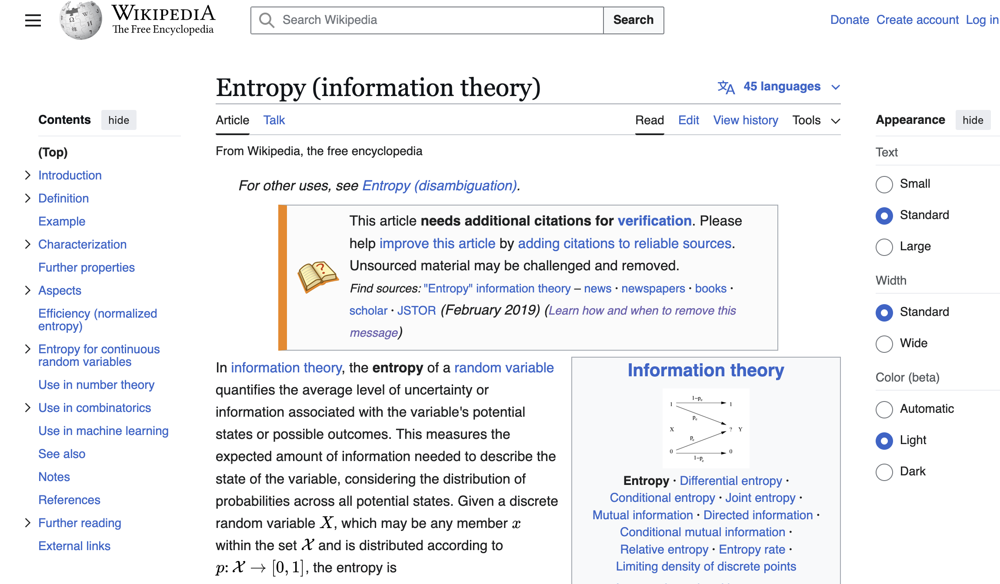 WIKIPEDIA
The Free Encyclopedia
Search Wikipedia
Search
Donate Create account Log in
Contents hide
(Top)
Introduction
Definition
Example
Characterization
Further properties
Aspects
Efficiency (normalized
entropy)
Entropy for continuous
random variables
Use in number theory
Use in combinatorics
Use in machine learning
See also
Notes
References
Further reading
External links
Entropy (information theory)
45 languages
Article Talk
Read Edit View history Tools
From Wikipedia, the free encyclopedia
For other uses, see Entropy (disambiguation).
This article needs additional citations for verification. Please
help improve this article by adding citations to reliable sources.
Unsourced material may be challenged and removed.
Find sources: "Entropy" information theory – news · newspapers · books ·
scholar · JSTOR (February 2019) (Learn how and when to remove this
message)
In information theory, the entropy of a random variable
quantifies the average level of uncertainty or
information associated with the variable's potential
states or possible outcomes. This measures the
expected amount of information needed to describe the
state of the variable, considering the distribution of
probabilities across all potential states. Given a discrete
random variable X, which may be any member x
within the set 𝒳 and is distributed according to
p: 𝒳 → [0, 1], the entropy is
Information theory
1–pₑ
1 1
pₑ
X ? Y
pₑ
0 0
1–pₑ
Entropy · Differential entropy ·
Conditional entropy · Joint entropy ·
Mutual information · Directed information ·
Conditional mutual information ·
Relative entropy · Entropy rate ·
Limiting density of discrete points
Appearance hide
Text
Small
Standard
Large
Width
Standard
Wide
Color (beta)
Automatic
Light
Dark